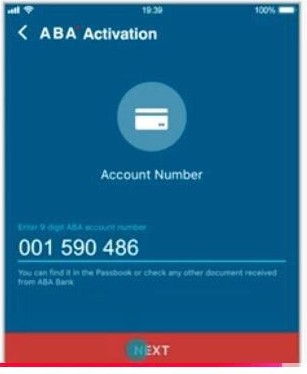 19:39
100%
ABA' Activation
Account Number
Enter 9-digit ABA account number
001 590 486
You can find it in the Passbook or check any other document received
from ABA Bank
NEXT